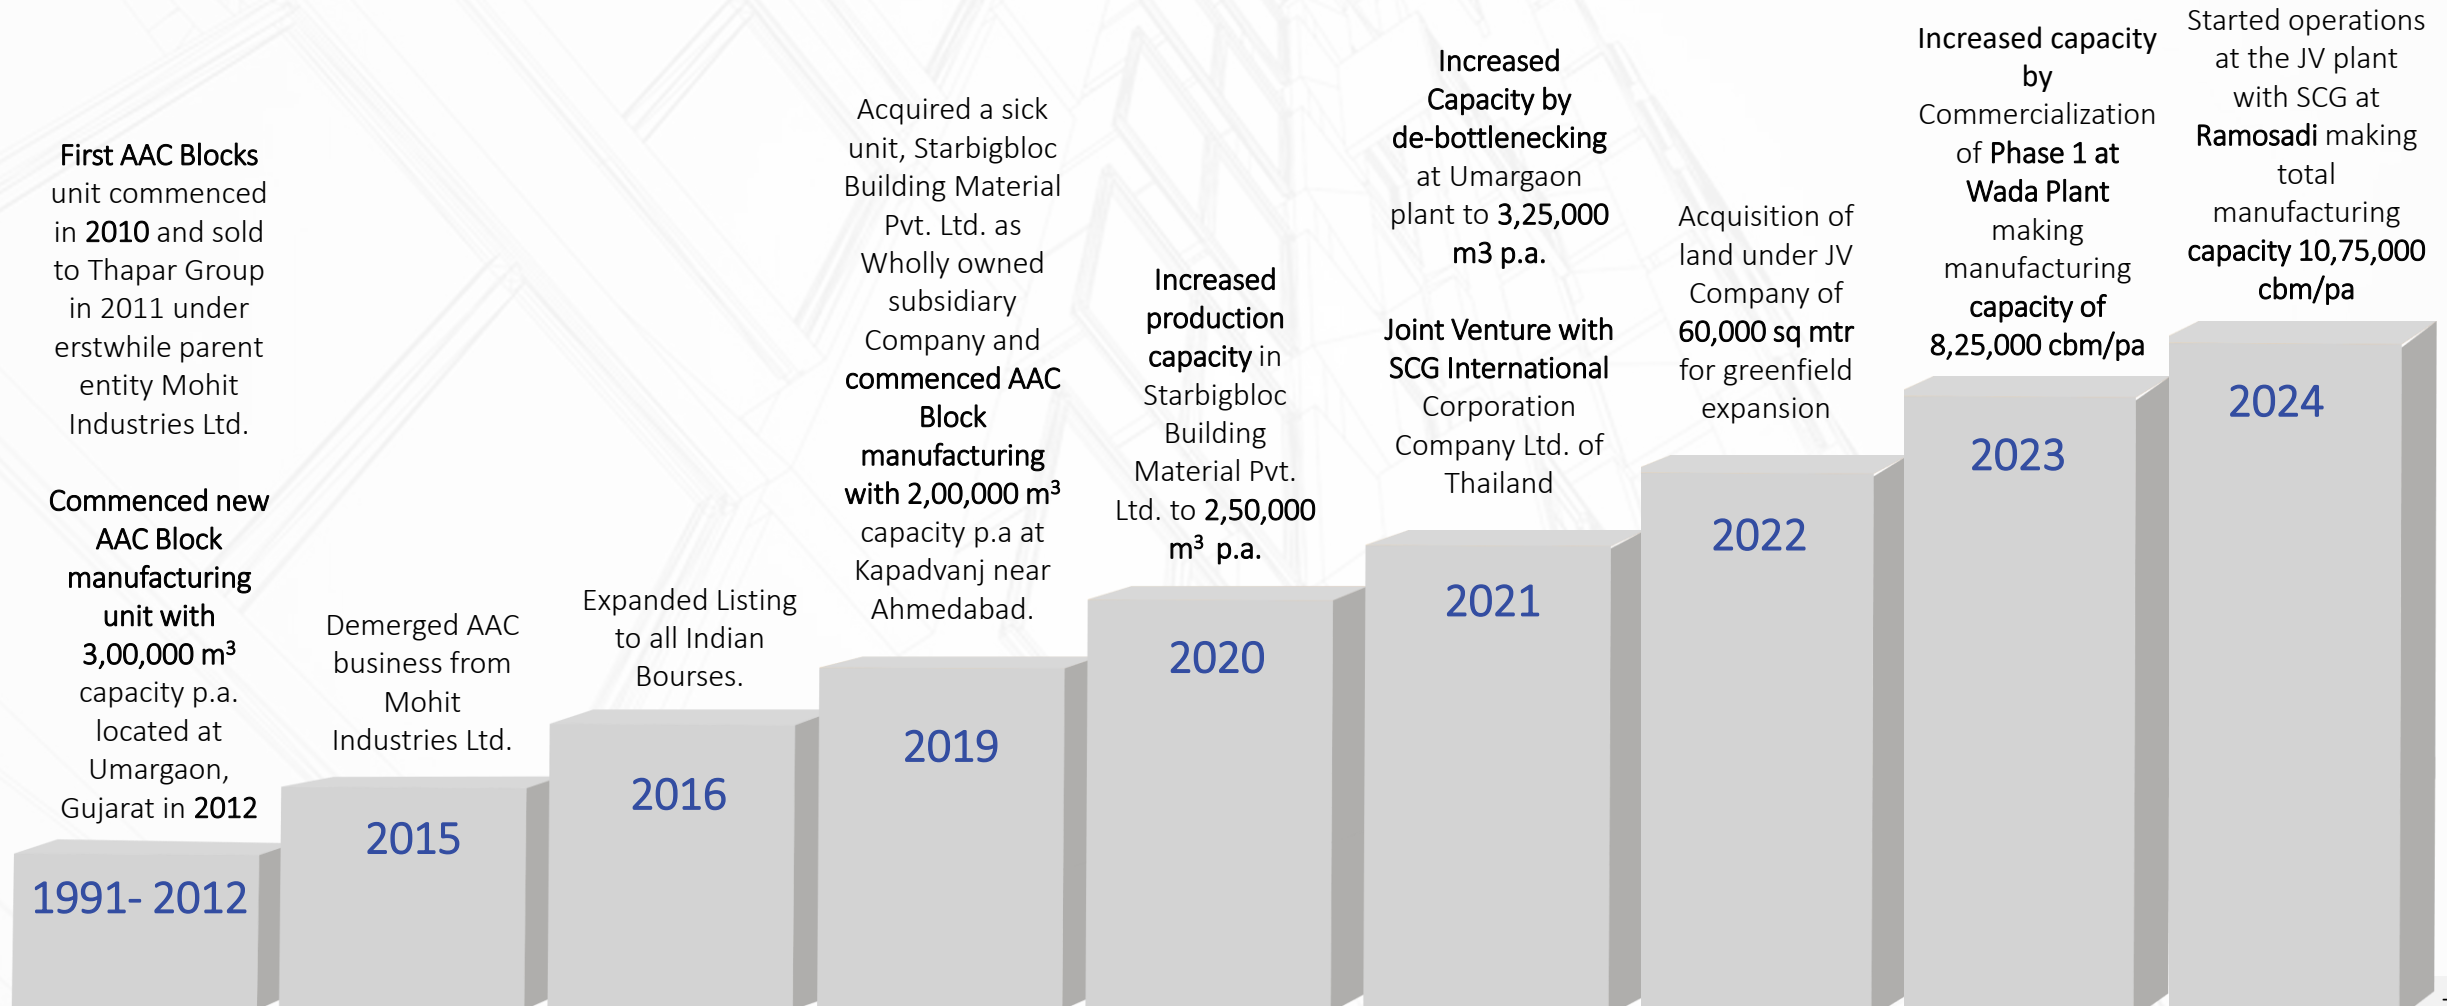 First AAC Blocks
unit commenced
in 2010 and sold
to Thapar Group
in 2011 under
erstwhile parent
entity Mohit
Industries Ltd.
Commenced new
AAC Block
manufacturing
unit with
3,00,000 m³
capacity p.a.
located at
Umargaon,
Gujarat in 2012
1991- 2012
Demerged AAC
business from
Mohit
Industries Ltd.
2015
Expanded Listing
to all Indian
Bourses.
2016
Acquired a sick
unit, Starbigbloc
Building Material
Pvt. Ltd. as
Wholly owned
subsidiary
Company and
commenced AAC
Block
manufacturing
with 2,00,000 m³
capacity p.a at
Kapadvanj near
Ahmedabad.
2019
Increased
production
capacity in
Starbigbloc
Building
Material Pvt.
Ltd. to 2,50,000
m³ p.a.
2020
Increased
Capacity by
de-bottlenecking
at Umargaon
plant to 3,25,000
m3 p.a.
Joint Venture with
SCG International
Corporation
Company Ltd. of
Thailand
2021
Acquisition of
land under JV
Company of
60,000 sq mtr
for greenfield
expansion
2022
Increased capacity
by
Commercialization
of Phase 1 at
Wada Plant
making
manufacturing
capacity of
8,25,000 cbm/pa
2023
Started operations
at the JV plant
with SCG at
Ramosadi making
total
manufacturing
capacity 10,75,000
cbm/pa
2024